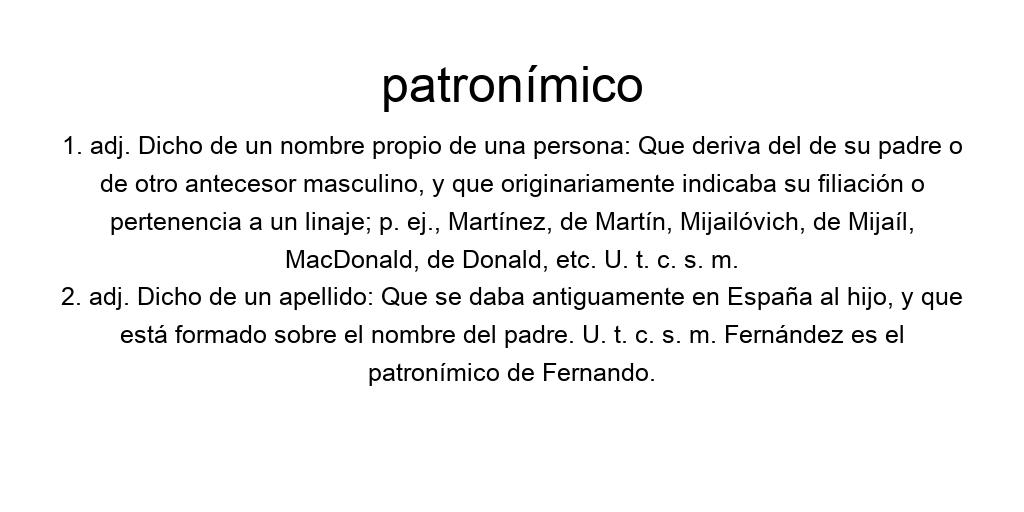 patronímico
1. adj. Dicho de un nombre propio de una persona: Que deriva del de su padre o
de otro antecesor masculino, y que originariamente indicaba su filiación o
pertenencia a un linaje; p. ej., Martínez, de Martín, Mijailóvich, de Mijaíl,
MacDonald, de Donald, etc. U. t. c. s. m.
2. adj. Dicho de un apellido: Que se daba antiguamente en España al hijo, y que
está formado sobre el nombre del padre. U. t. c. s. m. Fernández es el
patronímico de Fernando.